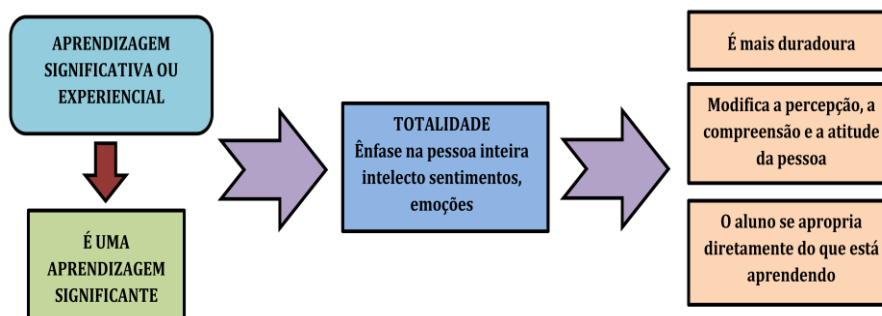 APRENDIZAGEM
SIGNIFICATIVA OU
EXPERIENCIAL
É UMA
APRENDIZAGEM
SIGNIFICANTE
TOTALIDADE
Ênfase na pessoa inteira
intelecto sentimentos,
emoções
É mais duradoura
Modifica a percepção, a
compreensão e a atitude
da pessoa
O aluno se apropria
diretamente do que está
aprendendo